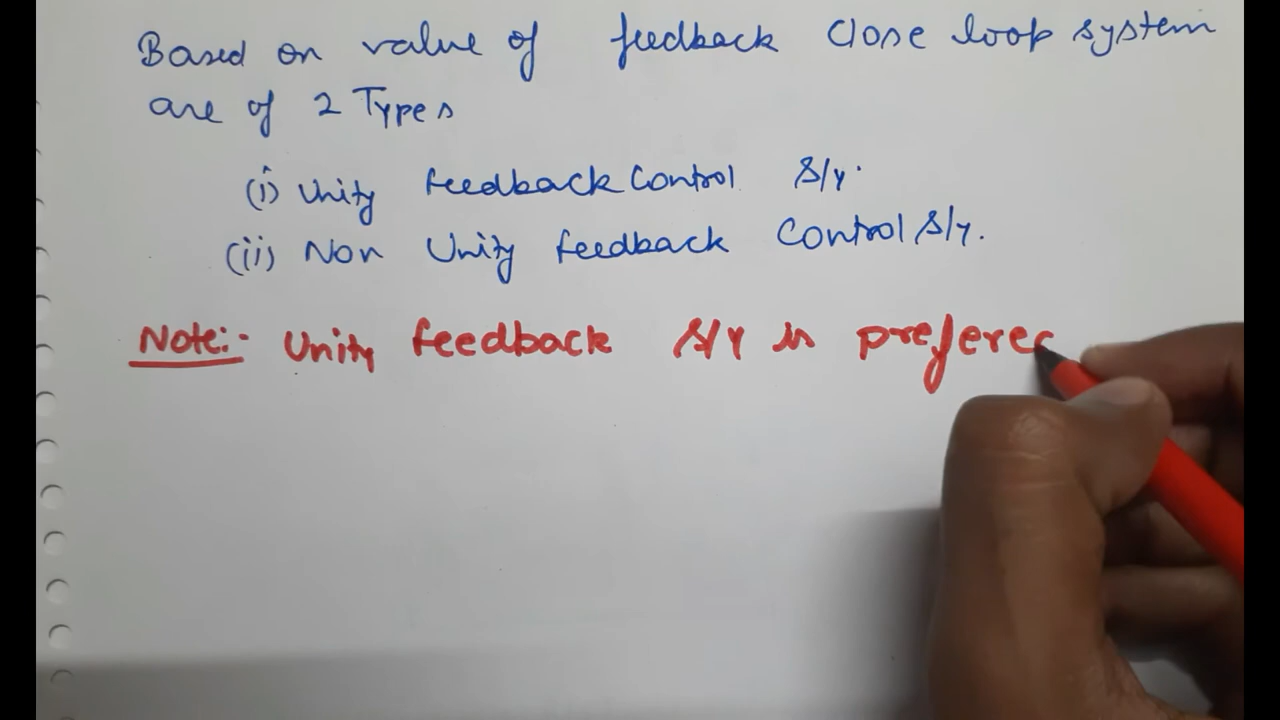 Based on value of feedback Close loop system
are of 2 Types
(i) Unity feedback Control S/y.
(ii) Non Unity feedback Control S/y.
Note:- Unity feedback S/Y is preferec